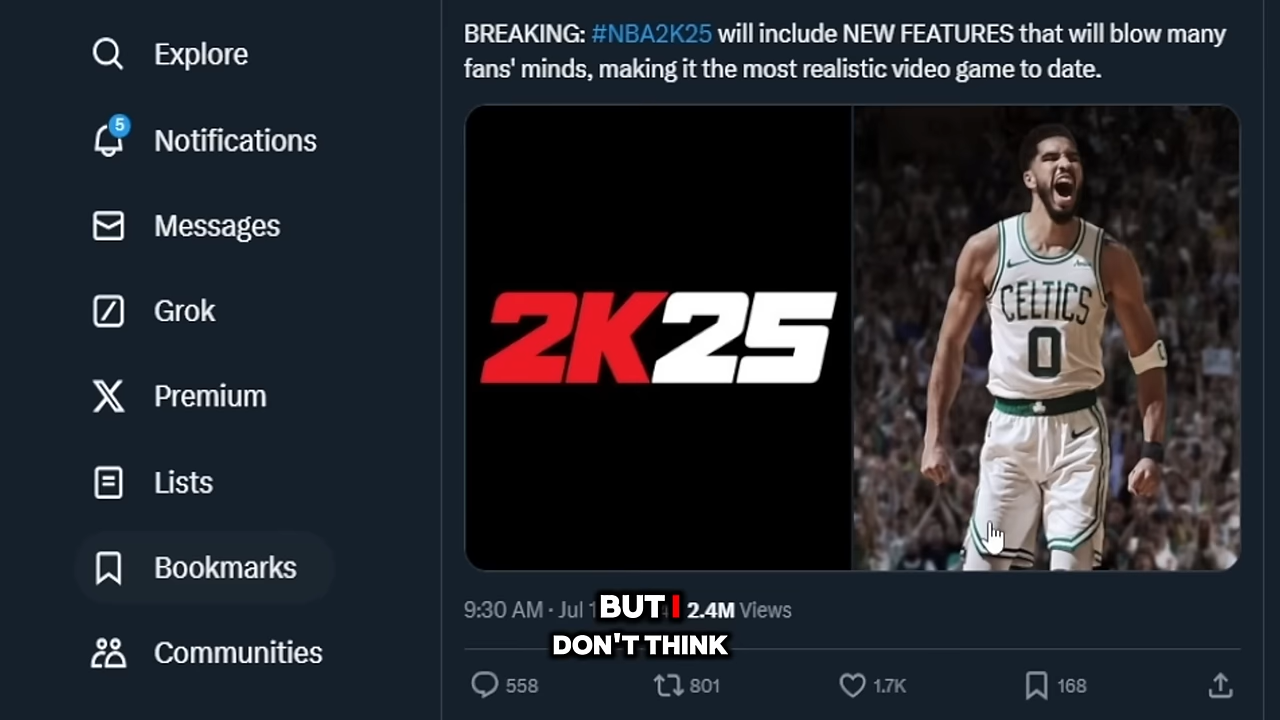 Explore
5
Notifications
Messages
Grok
Premium
Lists
Bookmarks
Communities
BREAKING: #NBA2K25 will include NEW FEATURES that will blow many
fans' minds, making it the most realistic video game to date.
2K25
CELTICS
0
9:30 AM · Jul 2.4M Views
BUT I
DON'T THINK
558 801 1.7K 168